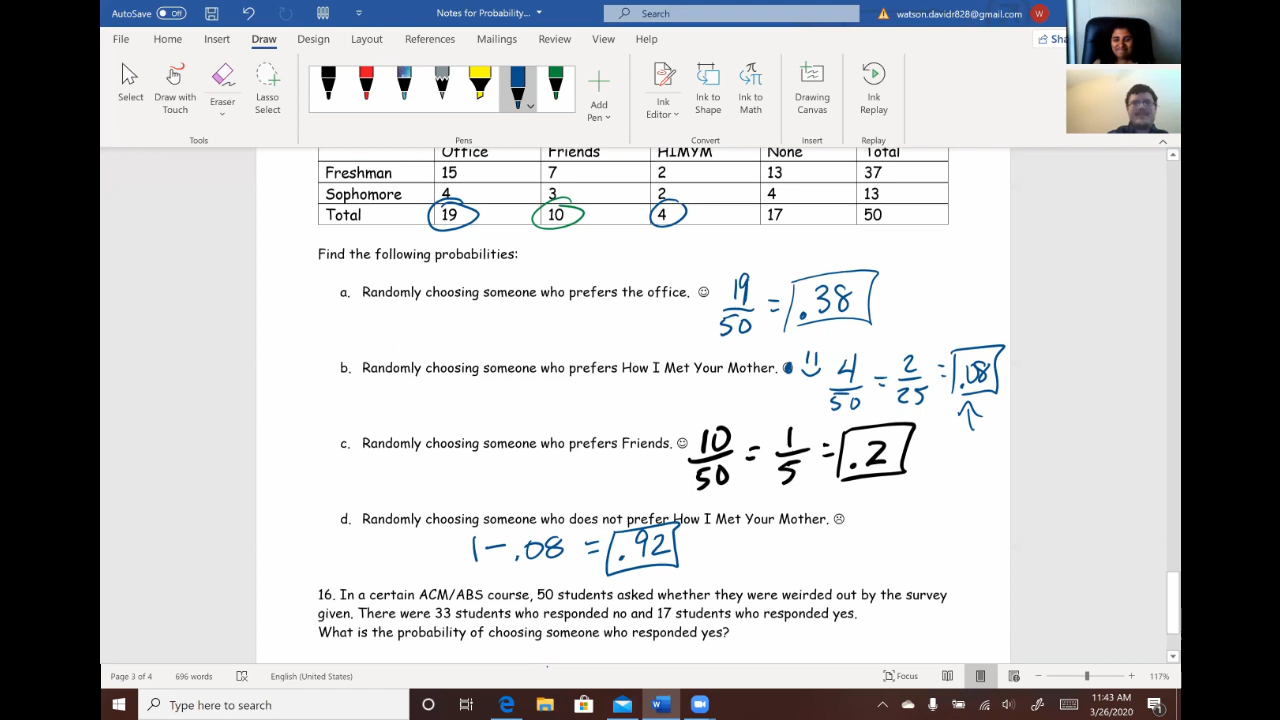 AutoSave Off Notes for Probability... Search watson.davidr828@gmail.com W
File Home Insert Draw Design Layout References Mailings Review View Help
Select Draw with Touch Eraser Lasso Select Add Pen Ink Editor Ink to Shape Ink to Math Drawing Canvas Ink Replay
Tools Pens Convert Insert Replay
Office Friends HIMYM None Total
Freshman 15 7 2 13 37
Sophomore 4 3 2 4 13
Total 19 10 4 17 50
Find the following probabilities:
a. Randomly choosing someone who prefers the office. ☺ 19/50 = .38
b. Randomly choosing someone who prefers How I Met Your Mother. 4/50 = 2/25 = .08
c. Randomly choosing someone who prefers Friends. ☺ 10/50 = 1/5 = .2
d. Randomly choosing someone who does not prefer How I Met Your Mother. ☹
1 - .08 = .92
16. In a certain ACM/ABS course, 50 students asked whether they were weirded out by the survey
given. There were 33 students who responded no and 17 students who responded yes.
What is the probability of choosing someone who responded yes?
Page 3 of 4 696 words English (United States) Focus 117%
Type here to search 11:43 AM
3/26/2020